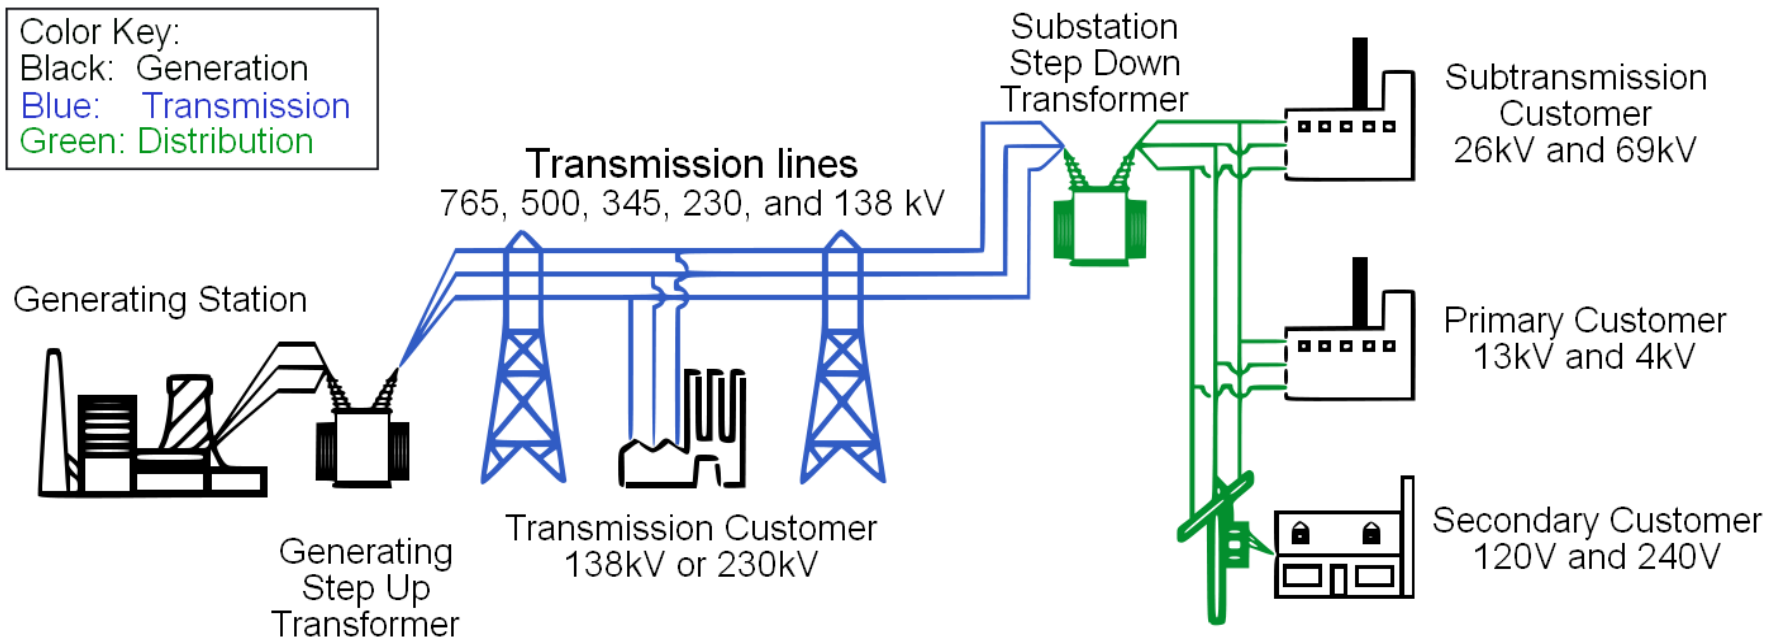 Color Key:
Black: Generation
Blue: Transmission
Green: Distribution
Substation
Step Down
Transformer
Subtransmission
Customer
26kV and 69kV
Transmission lines
765, 500, 345, 230, and 138 kV
Generating Station
Primary Customer
13kV and 4kV
Transmission Customer
138kV or 230kV
Secondary Customer
120V and 240V
Generating
Step Up
Transformer